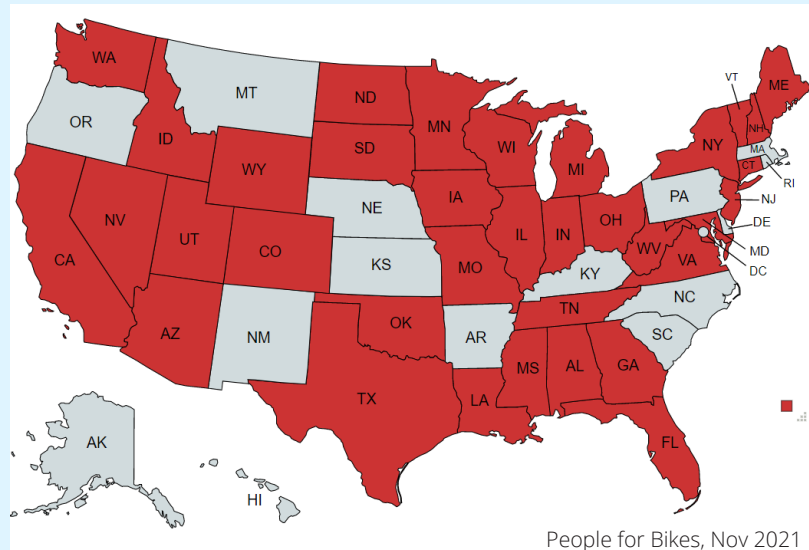 WA
MT
ND
MN
VT
ME
OR
ID
SD
WI
MI
NY
NH
MA
CT
RI
WY
IA
PA
NJ
NV
NE
IL
IN
OH
DE
CA
UT
CO
KS
MO
WV
VA
MD
DC
KY
AZ
NM
OK
AR
TN
NC
SC
TX
LA
MS
AL
GA
FL
AK
HI
People for Bikes, Nov 2021